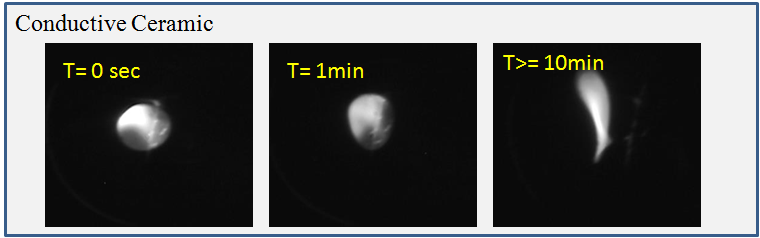 Conductive Ceramic
T= 0 sec
T= 1min
T>= 10min